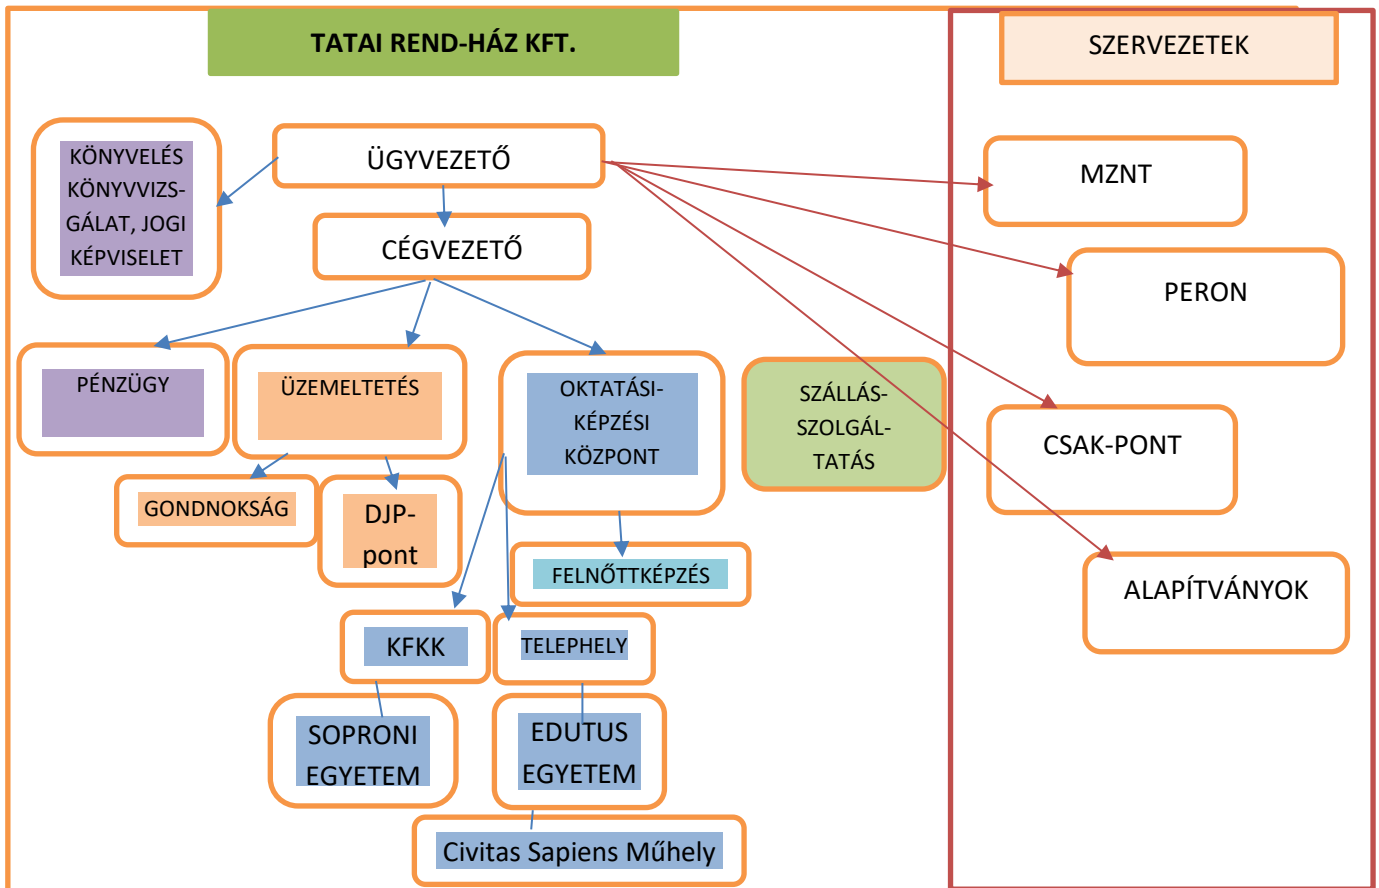 TATAI REND-HÁZ KFT.
SZERVEZETEK
KÖNYVELÉS
KÖNYVVIZS-
GÁLAT, JOGI
KÉPVISELET
ÜGYVEZETŐ
CÉGVEZETŐ
MZNT
PERON
PÉNZÜGY
ÜZEMELTETÉS
OKTATÁSI-
KÉPZÉSI
KÖZPONT
SZÁLLÁS-
SZOLGÁL-
TATÁS
CSAK-PONT
GONDNOKSÁG
DJP-
pont
FELNŐTTKÉPZÉS
ALAPÍTVÁNYOK
KFKK
TELEPHELY
SOPRONI
EGYETEM
EDUTUS
EGYETEM
Civitas Sapiens Műhely